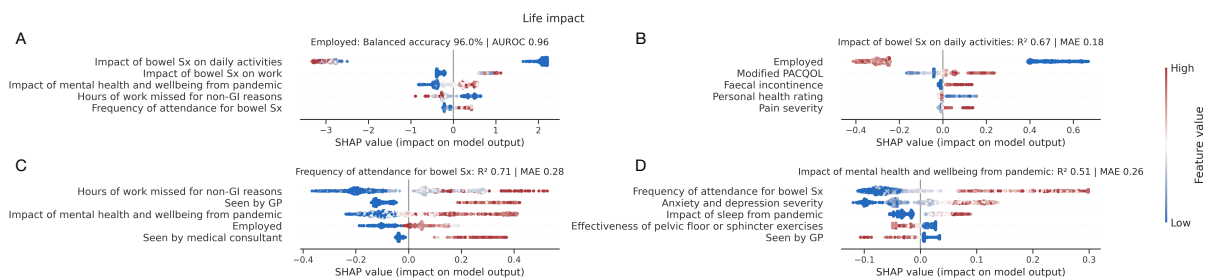 Life impact
A
Employed: Balanced accuracy 96.0% | AUROC 0.96
Impact of bowel Sx on daily activities
Impact of bowel Sx on work
Impact of mental health and wellbeing from pandemic
Hours of work missed for non-GI reasons
Frequency of attendance for bowel Sx
−3 −2 −1 0 1 2
SHAP value (impact on model output)
B
Impact of bowel Sx on daily activities: R² 0.67 | MAE 0.18
Employed
Modified PACQOL
Faecal incontinence
Personal health rating
Pain severity
−0.4 −0.2 0.0 0.2 0.4 0.6
SHAP value (impact on model output)
C
Frequency of attendance for bowel Sx: R² 0.71 | MAE 0.28
Hours of work missed for non-GI reasons
Seen by GP
Impact of mental health and wellbeing from pandemic
Employed
Seen by medical consultant
−0.4 −0.2 0.0 0.2 0.4
SHAP value (impact on model output)
D
Impact of mental health and wellbeing from pandemic: R² 0.51 | MAE 0.26
Frequency of attendance for bowel Sx
Anxiety and depression severity
Impact of sleep from pandemic
Effectiveness of pelvic floor or sphincter exercises
Seen by GP
−0.1 0.0 0.1 0.2 0.3
SHAP value (impact on model output)
High
Feature value
Low